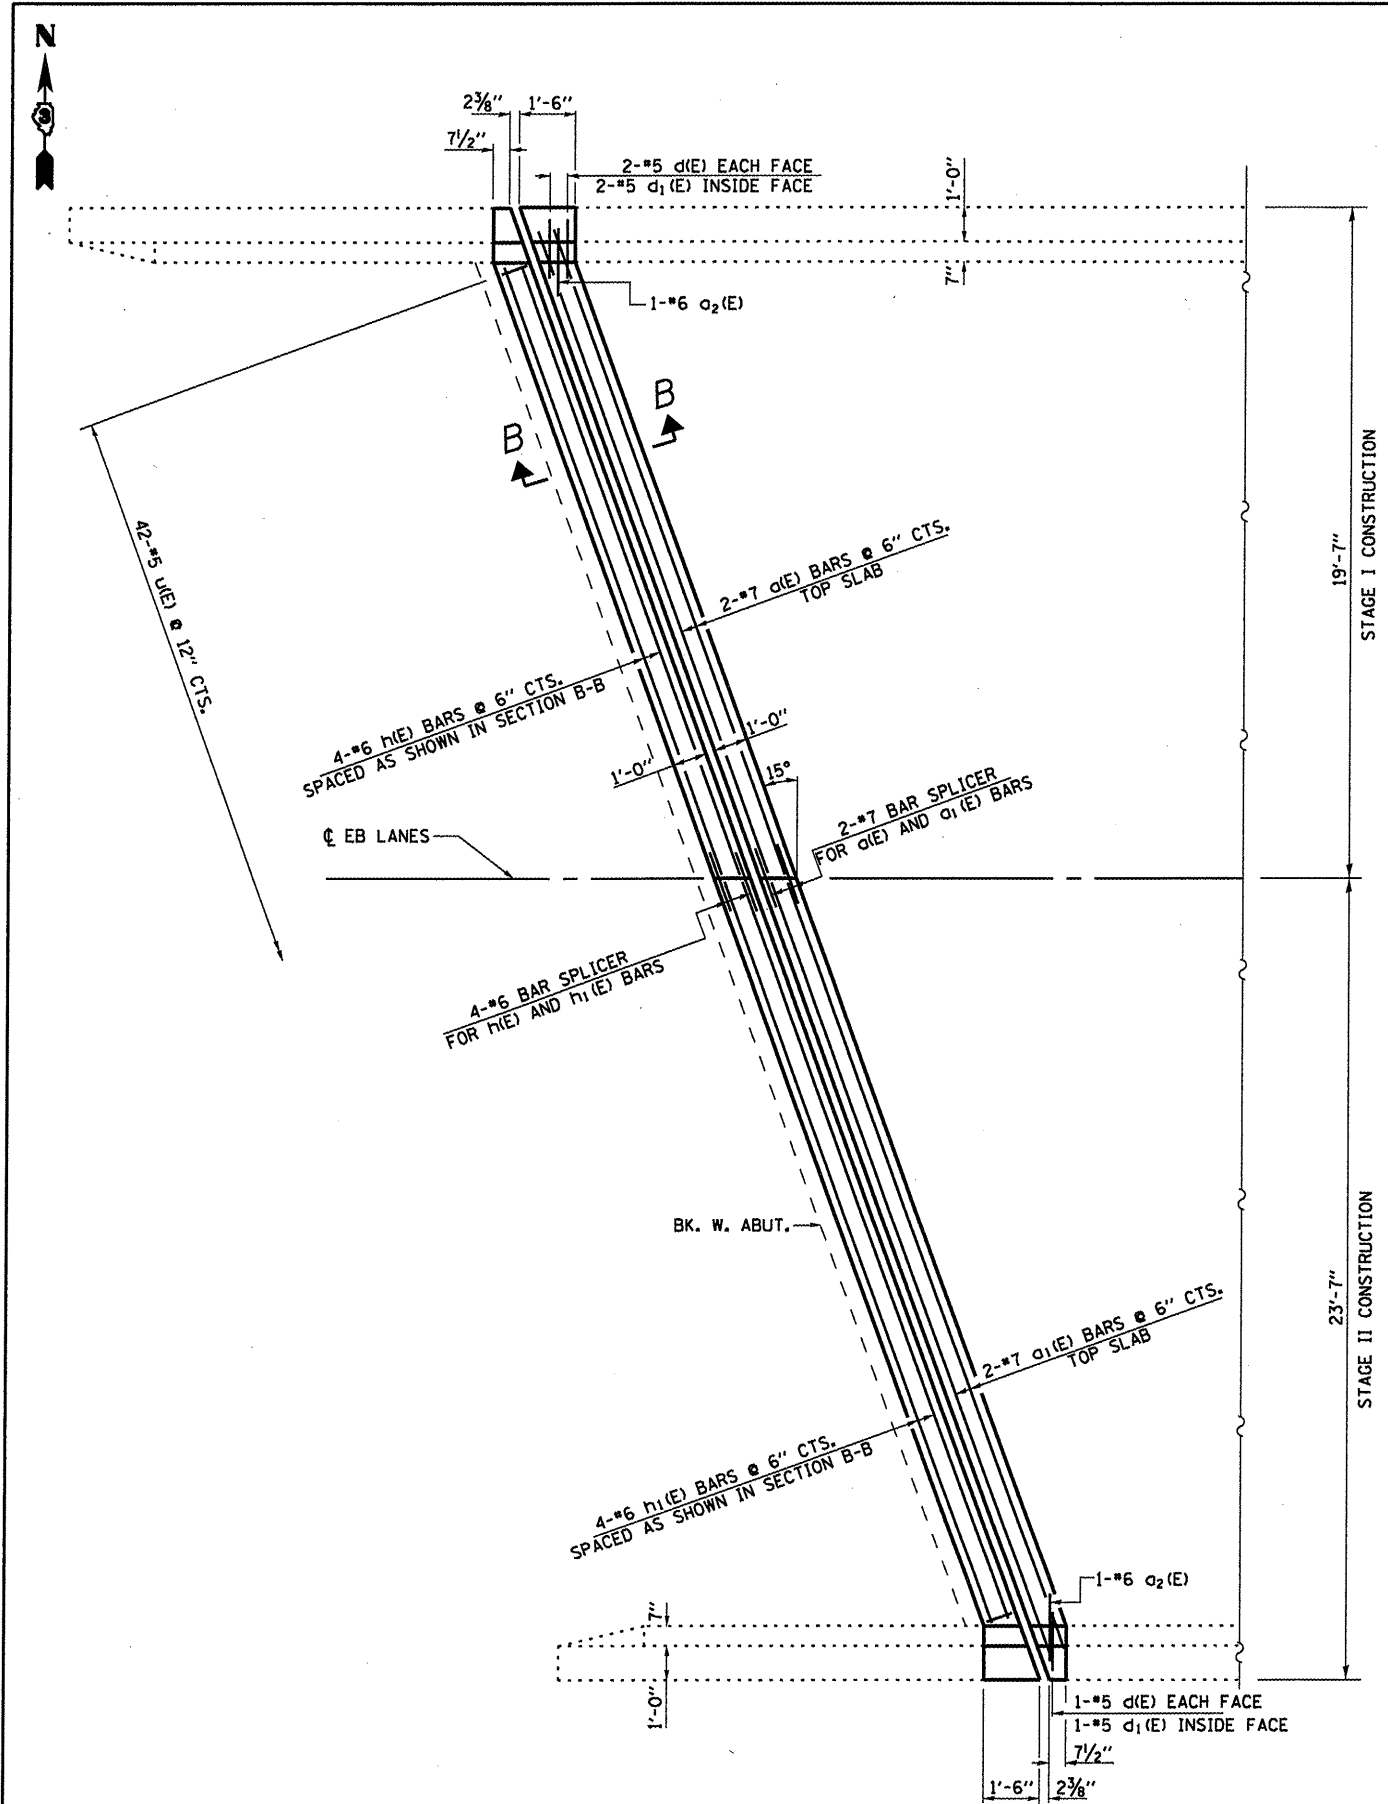 N
3
2⅜" 1'-6"
7½"
2-#5 d(E) EACH FACE
2-#5 d₁(E) INSIDE FACE
1'-0"
7"
1-#6 a₂(E)
B
B
42-#5 u(E) @ 12" CTS.
2-#7 a(E) BARS @ 6" CTS.
TOP SLAB
19'-7"
STAGE I CONSTRUCTION
4-#6 h(E) BARS @ 6" CTS.
SPACED AS SHOWN IN SECTION B-B
1'-0"
1'-0"
15°
2-#7 BAR SPLICER
FOR a(E) AND a₁(E) BARS
℄ EB LANES
4-#6 BAR SPLICER
FOR h(E) AND h₁(E) BARS
BK. W. ABUT.
2-#7 a₁(E) BARS @ 6" CTS.
TOP SLAB
23'-7"
STAGE II CONSTRUCTION
4-#6 h₁(E) BARS @ 6" CTS.
SPACED AS SHOWN IN SECTION B-B
1-#6 a₂(E)
7"
1'-0"
1-#5 d(E) EACH FACE
1-#5 d₁(E) INSIDE FACE
7½"
1'-6" 2⅜"